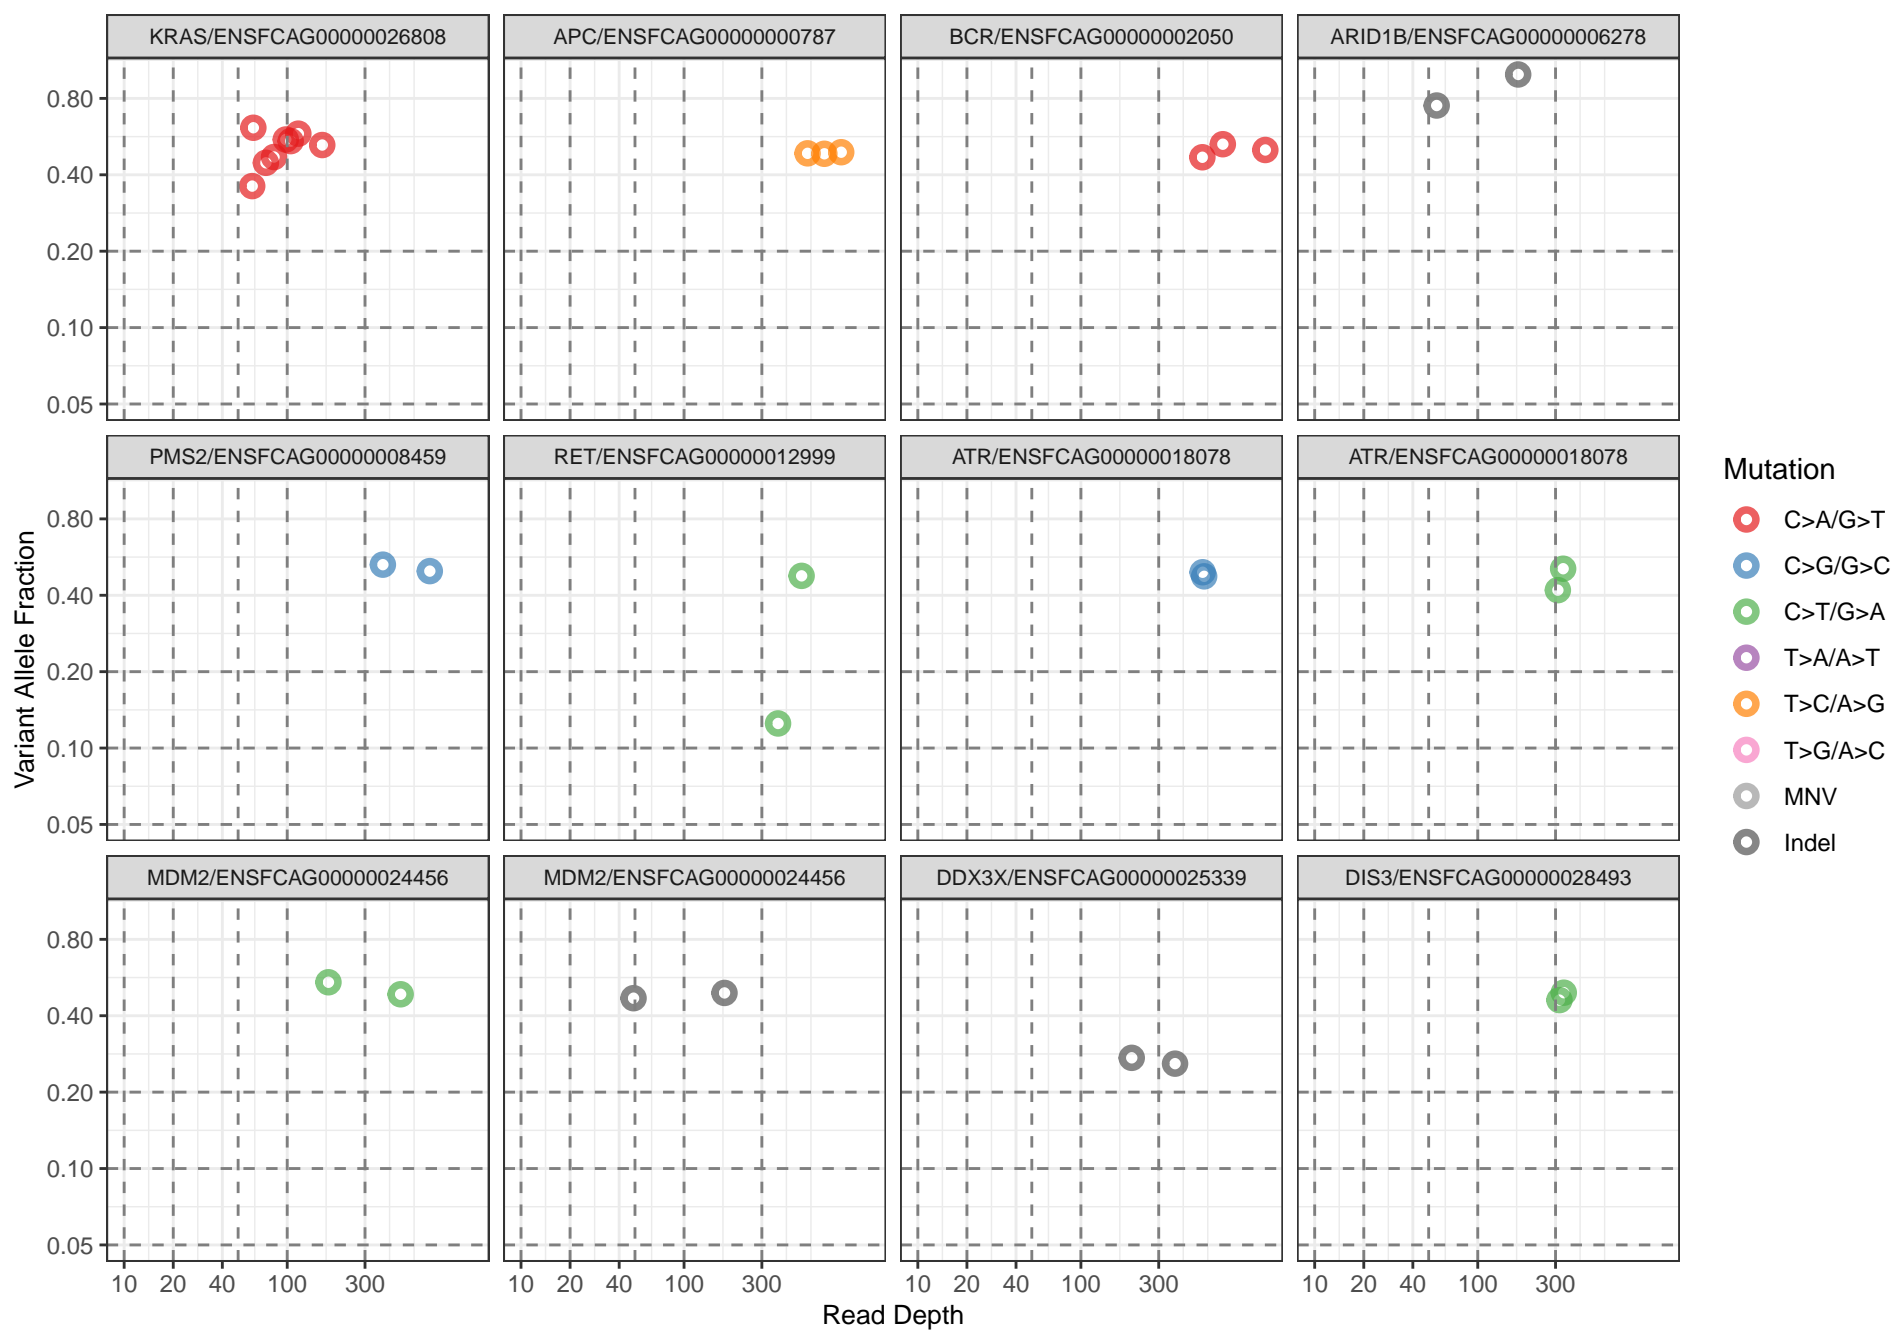 KRAS/ENSFCAG00000026808
APC/ENSFCAG00000000787
BCR/ENSFCAG00000002050
ARID1B/ENSFCAG00000006278
0.80
0.40
0.20
0.10
0.05
PMS2/ENSFCAG00000008459
RET/ENSFCAG00000012999
ATR/ENSFCAG00000018078
ATR/ENSFCAG00000018078
0.80
0.40
0.20
0.10
0.05
MDM2/ENSFCAG00000024456
MDM2/ENSFCAG00000024456
DDX3X/ENSFCAG00000025339
DIS3/ENSFCAG00000028493
0.80
0.40
0.20
0.10
0.05
10 20 40 100 300
10 20 40 100 300
10 20 40 100 300
10 20 40 100 300
Read Depth
Variant Allele Fraction
Mutation
C>A/G>T
C>G/G>C
C>T/G>A
T>A/A>T
T>C/A>G
T>G/A>C
MNV
Indel